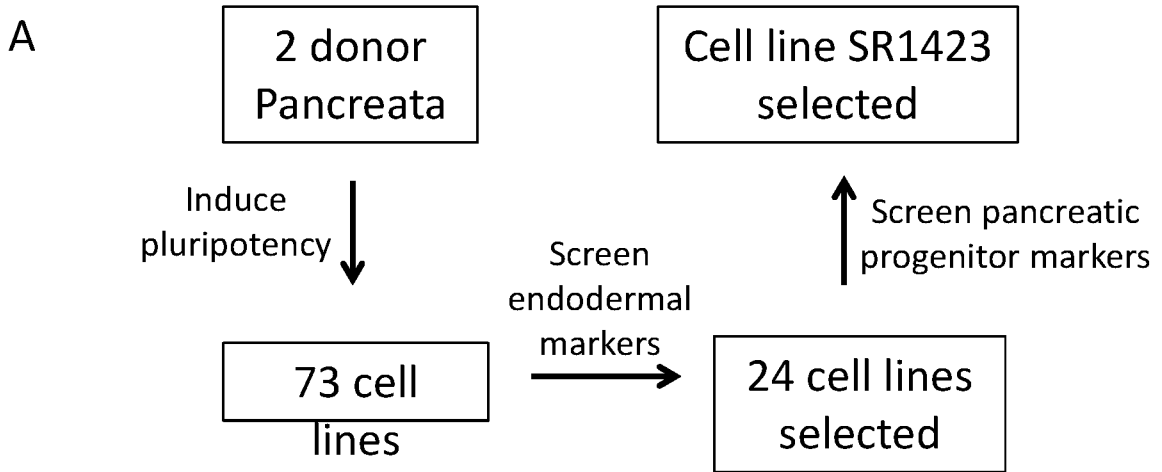 A
2 donor
Pancreata
Induce
pluripotency
73 cell
lines
Screen
endodermal
markers
24 cell lines
selected
Screen pancreatic
progenitor markers
Cell line SR1423
selected